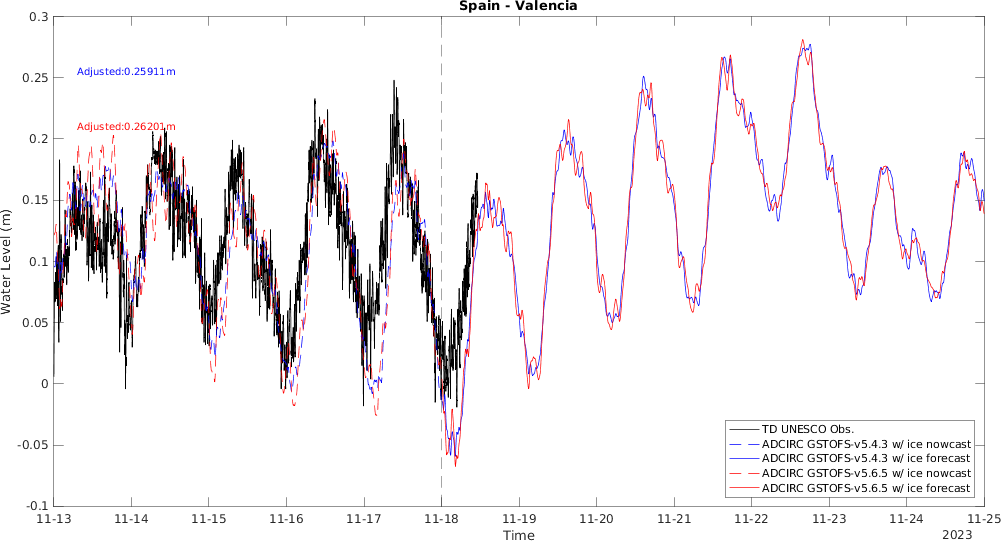 Spain - Valencia
0.3
0.25
0.2
0.15
0.1
0.05
0
-0.05
-0.1
Water Level (m)
Adjusted:0.25911m
Adjusted:0.26201m
TD UNESCO Obs.
ADCIRC GSTOFS-v5.4.3 w/ ice nowcast
ADCIRC GSTOFS-v5.4.3 w/ ice forecast
ADCIRC GSTOFS-v5.6.5 w/ ice nowcast
ADCIRC GSTOFS-v5.6.5 w/ ice forecast
11-13 11-14 11-15 11-16 11-17 11-18 11-19 11-20 11-21 11-22 11-23 11-24 11-25
Time
2023